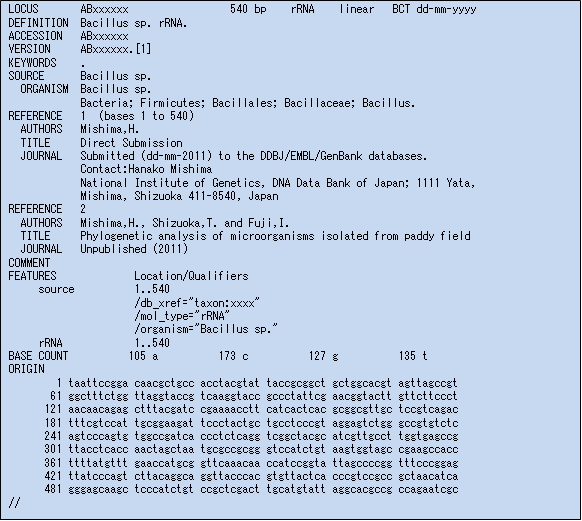 LOCUS       ABxxxxxx               540 bp    rRNA    linear   BCT dd-mm-yyyy
DEFINITION  Bacillus sp. rRNA.
ACCESSION   ABxxxxxx
VERSION     ABxxxxxx.[1]
KEYWORDS    .
SOURCE      Bacillus sp.
  ORGANISM  Bacillus sp.
            Bacteria; Firmicutes; Bacillales; Bacillaceae; Bacillus.
REFERENCE   1  (bases 1 to 540)
  AUTHORS   Mishima,H.
  TITLE     Direct Submission
  JOURNAL   Submitted (dd-mm-2011) to the DDBJ/EMBL/GenBank databases.
            Contact:Hanako Mishima
            National Institute of Genetics, DNA Data Bank of Japan; 1111 Yata,
            Mishima, Shizuoka 411-8540, Japan
REFERENCE   2
  AUTHORS   Mishima,H., Shizuoka,T. and Fuji,I.
  TITLE     Phylogenetic analysis of microorganisms isolated from paddy field
  JOURNAL   Unpublished (2011)
COMMENT
FEATURES             Location/Qualifiers
     source          1..540
                     /db_xref="taxon:xxxx"
                     /mol_type="rRNA"
                     /organism="Bacillus sp."
     rRNA            1..540
BASE COUNT          105 a          173 c          127 g          135 t
ORIGIN
        1 taattccgga caacgctgcc acctacgtat taccgcggct gctggcacgt agttagccgt
       61 ggctttctgg ttaggtaccg tcaaggtacc gccctattcg aacggtactt gttcttccct
      121 aacaacagag ctttacgatc cgaaaacctt catcactcac gcggcgttgc tccgtcagac
      181 tttcgtccat tgcggaagat tccctactgc tgcctcccgt aggagtctgg gccgtgtctc
      241 agtcccagtg tggccgatca ccctctcagg tcggctacgc atcgttgcct tggtgagccg
      301 ttacctcacc aactagctaa tgcgccgcgg gtccatctgt aagtggtagc cgaagccacc
      361 ttttatgttt gaaccatgcg gttcaaacaa ccatccggta ttagccccgg tttcccggag
      421 ttatcccagt cttacaggca ggttacccac gtgttactca cccgtccgcc gctaacatca
      481 gggagcaagc tcccatctgt ccgctcgact tgcatgtatt aggcacgccg ccagaatcgc
//